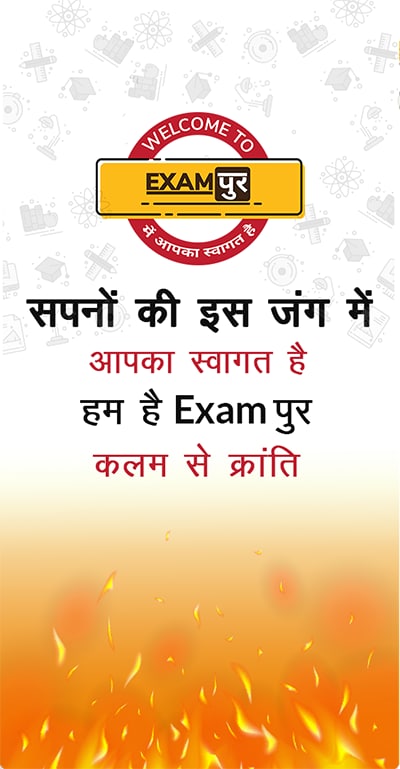 WELCOME TO
EXAM पुर
में आपका स्वागत है
सपनों की इस जंग में
आपका स्वागत है
हम है Exam पुर
कलम से क्रांति